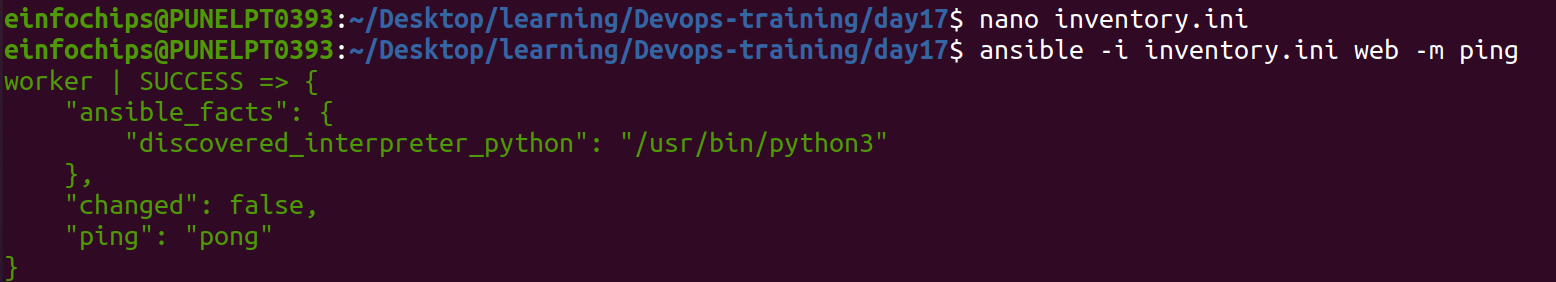 einfochips@PUNELPT0393:~/Desktop/learning/Devops-training/day17$ nano inventory.ini
einfochips@PUNELPT0393:~/Desktop/learning/Devops-training/day17$ ansible -i inventory.ini web -m ping
worker | SUCCESS => {
    "ansible_facts": {
        "discovered_interpreter_python": "/usr/bin/python3"
    },
    "changed": false,
    "ping": "pong"
}